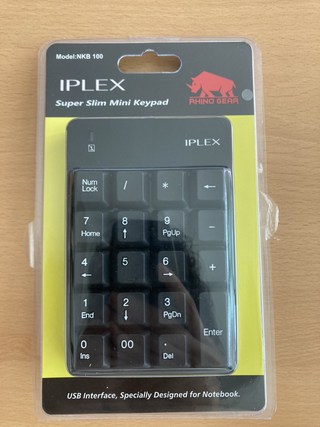 Model:NKB 100
IPLEX
Super Slim Mini Keypad
RHINO GEAR
IPLEX
Num Lock / * ←
7 Home 8 ↑ 9 PgUp −
4 ← 5 6 → +
1 End 2 ↓ 3 PgDn
Enter
0 Ins 00 . Del
USB Interface, Specially Designed for Notebook.